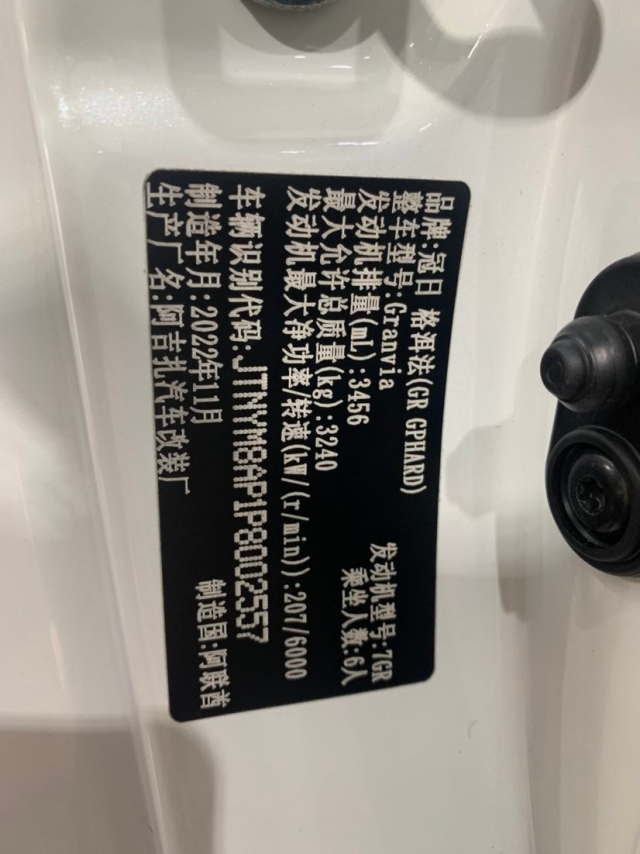 品牌:冠日 格沮法(GR GPHARD)
整车型号:Granvia 发动机型号:7GR
发动机排量(mL):3456 乘坐人数:6人
最大允许总质量(kg):3240
发动机最大净功率/转速(kW/(r/min)):207/6000
车辆识别代码:JTNYM8AP1P8002557
制造年月:2022年11月 制造国:阿联酋
生产厂名:阿吉扎汽车改装厂